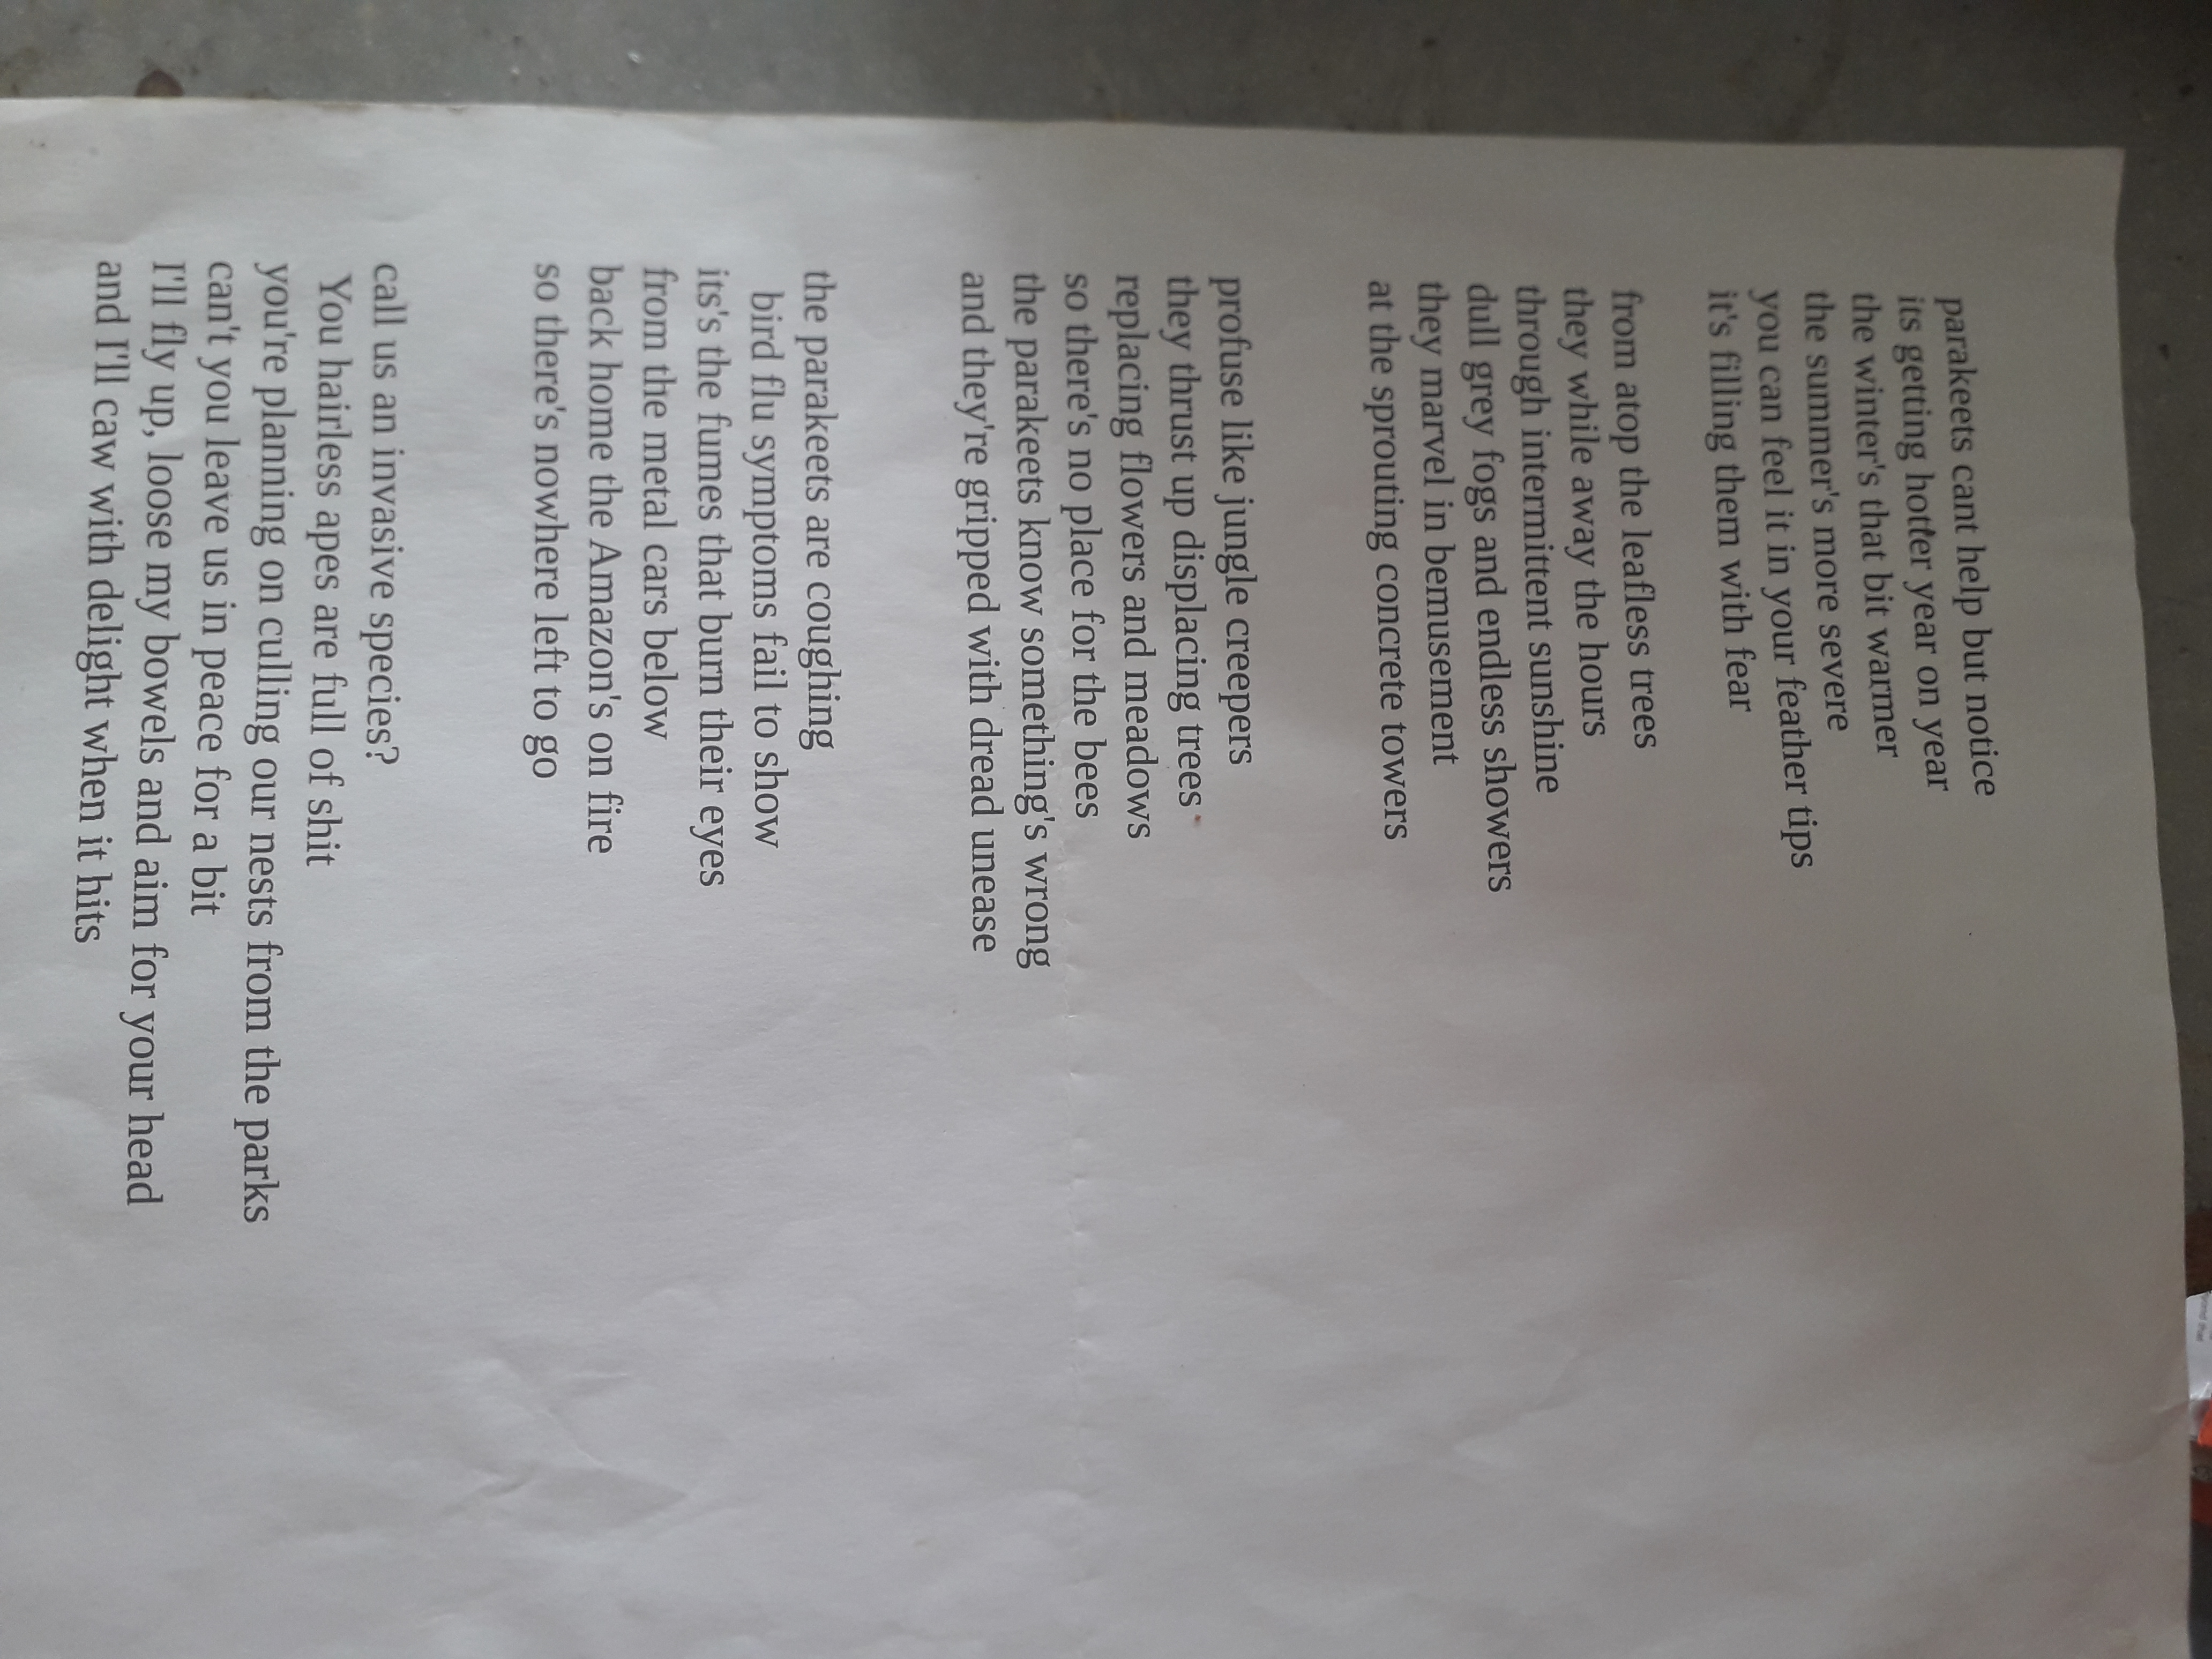 parakeets cant help but notice
its getting hotter year on year
the winter's that bit warmer
the summer's more severe
you can feel it in your feather tips
it's filling them with fear
from atop the leafless trees
they while away the hours
through intermittent sunshine
dull grey fogs and endless showers
they marvel in bemusement
at the sprouting concrete towers
profuse like jungle creepers
they thrust up displacing trees
replacing flowers and meadows
so there's no place for the bees
the parakeets know something's wrong
and they're gripped with dread unease
the parakeets are coughing
bird flu symptoms fail to show
its's the fumes that burn their eyes
from the metal cars below
back home the Amazon's on fire
so there's nowhere left to go
call us an invasive species?
You hairless apes are full of shit
you're planning on culling our nests from the parks
can't you leave us in peace for a bit
I'll fly up, loose my bowels and aim for your head
and I'll caw with delight when it hits